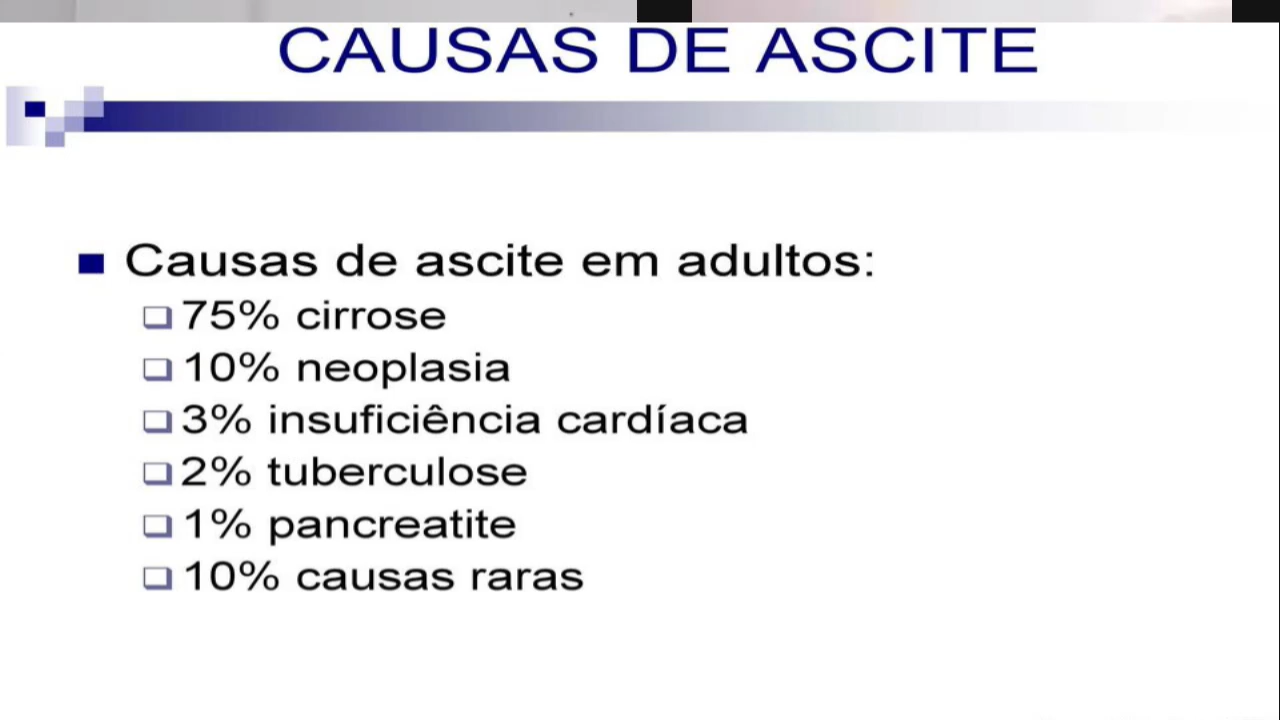 CAUSAS DE ASCITE
Causas de ascite em adultos:
75% cirrose
10% neoplasia
3% insuficiência cardíaca
2% tuberculose
1% pancreatite
10% causas raras